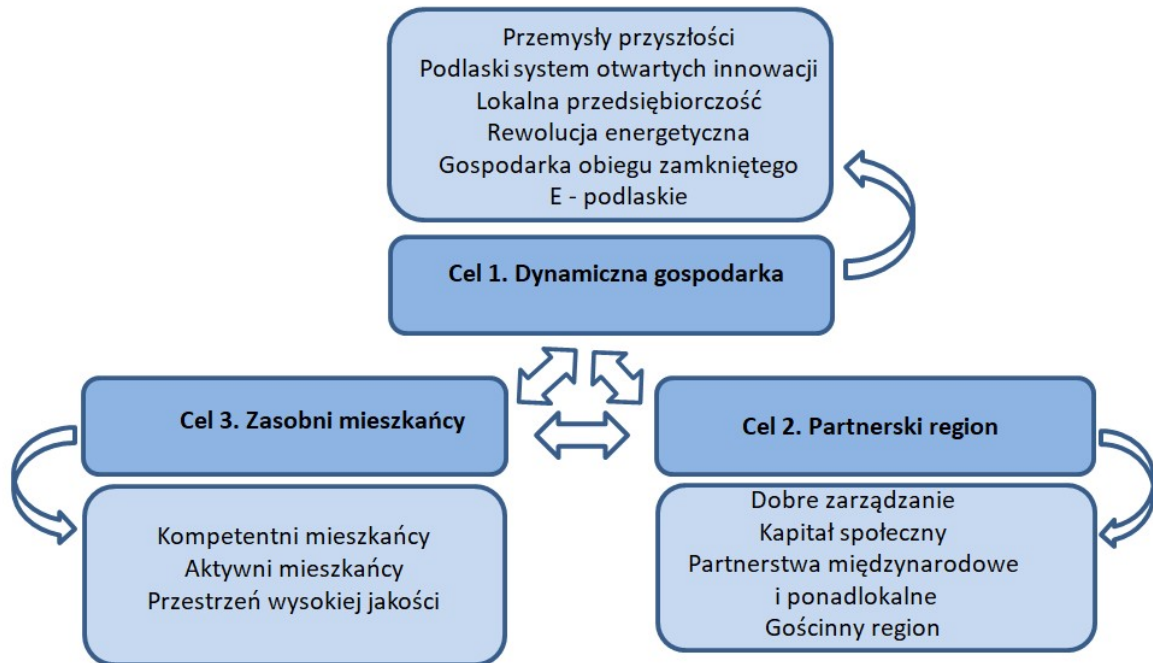 Przemysły przyszłości
Podlaski system otwartych innowacji
Lokalna przedsiębiorczość
Rewolucja energetyczna
Gospodarka obiegu zamkniętego
E - podlaskie
Cel 1. Dynamiczna gospodarka
Cel 3. Zasobni mieszkańcy
Cel 2. Partnerski region
Kompetentni mieszkańcy
Aktywni mieszkańcy
Przestrzeń wysokiej jakości
Dobre zarządzanie
Kapitał społeczny
Partnerstwa międzynarodowe
i ponadlokalne
Gościnny region